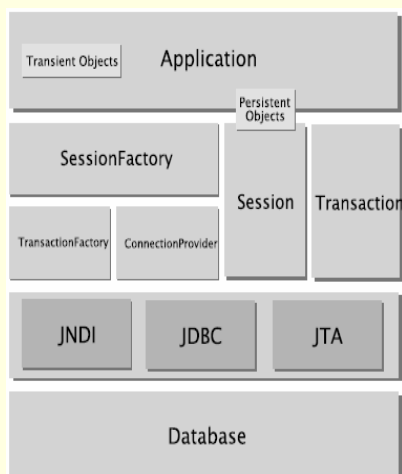 Transient Objects
Application
Persistent
Objects
SessionFactory
Session
Transaction
TransactionFactory
ConnectionProvider
JNDI
JDBC
JTA
Database